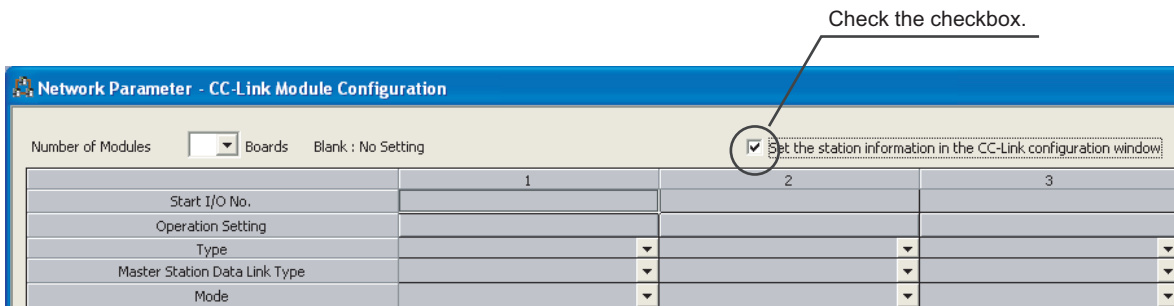 Check the checkbox.
Network Parameter - CC-Link Module Configuration
Number of Modules Boards Blank : No Setting Set the station information in the CC-Link configuration window
1 2 3
Start I/O No.
Operation Setting
Type
Master Station Data Link Type
Mode